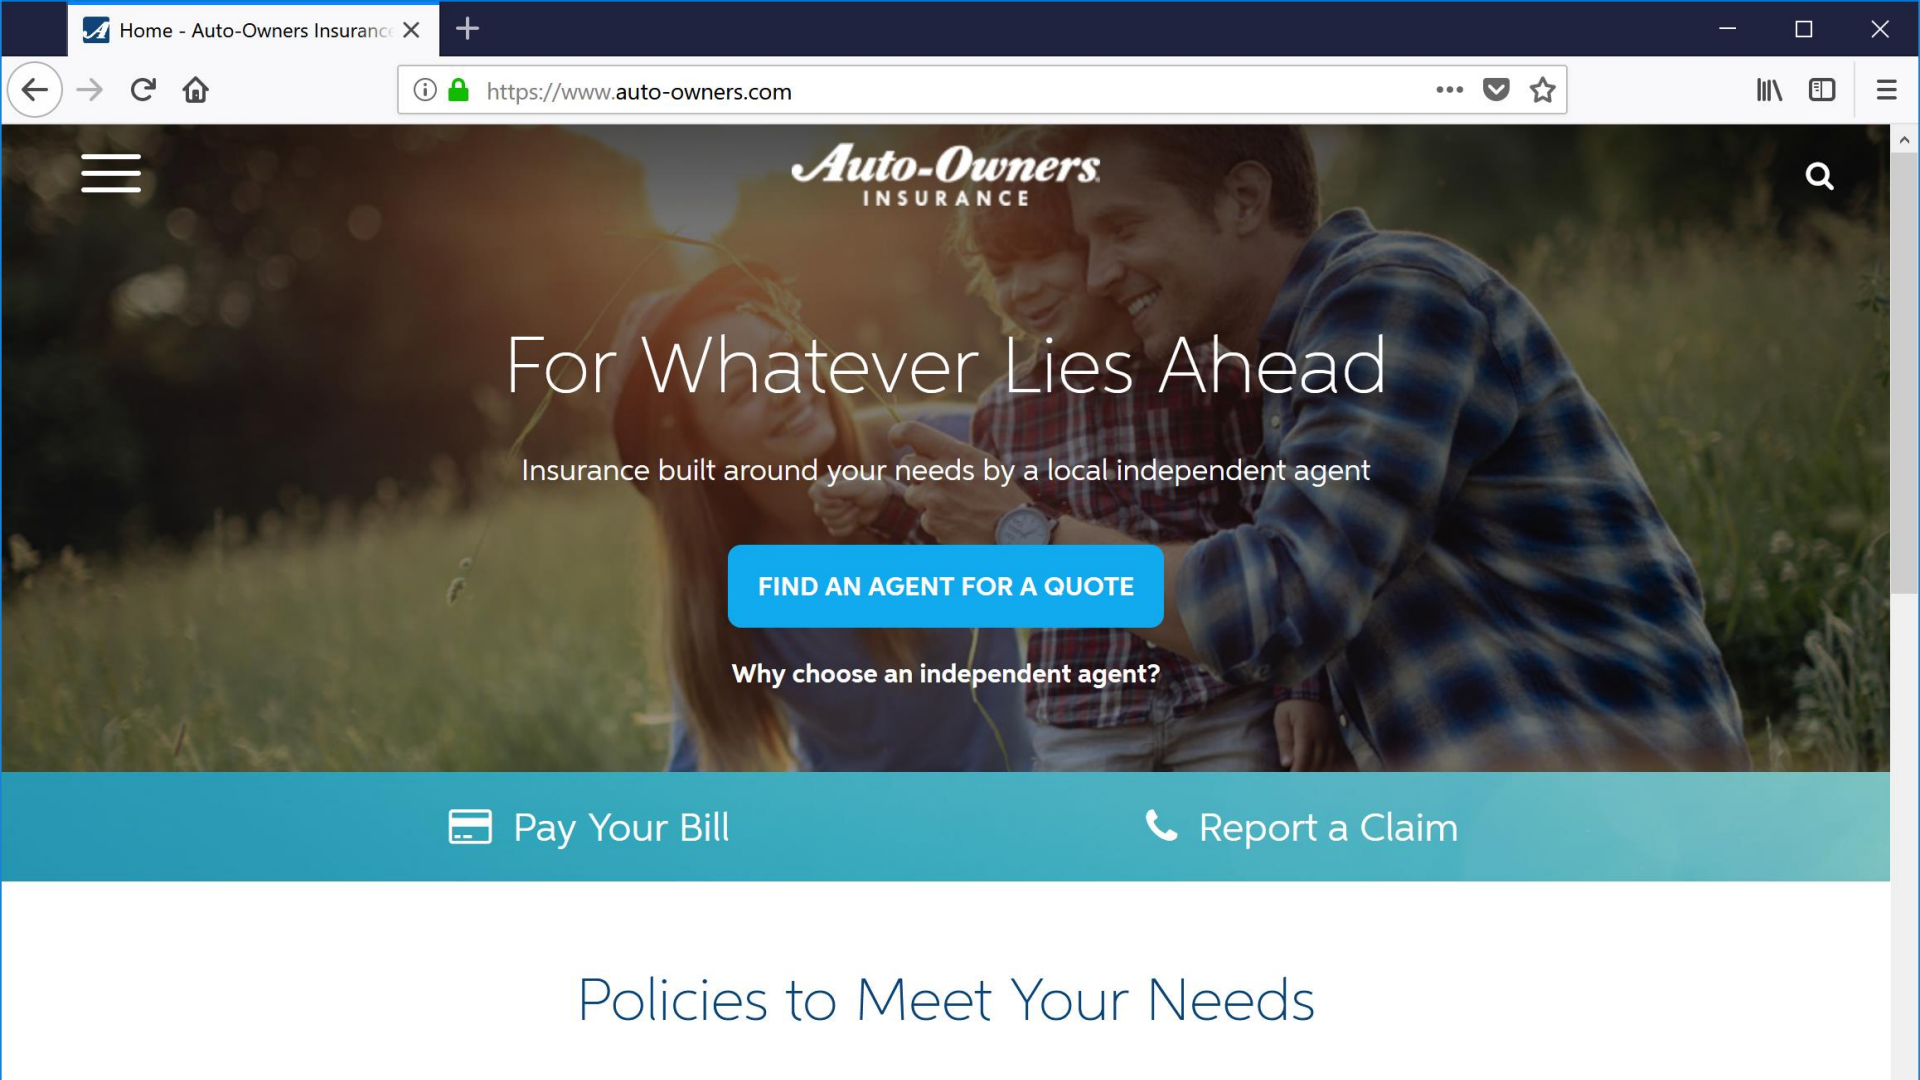 Home - Auto-Owners Insurance
https://www.auto-owners.com
Auto-Owners
INSURANCE
For Whatever Lies Ahead
Insurance built around your needs by a local independent agent
FIND AN AGENT FOR A QUOTE
Why choose an independent agent?
Pay Your Bill
Report a Claim
Policies to Meet Your Needs